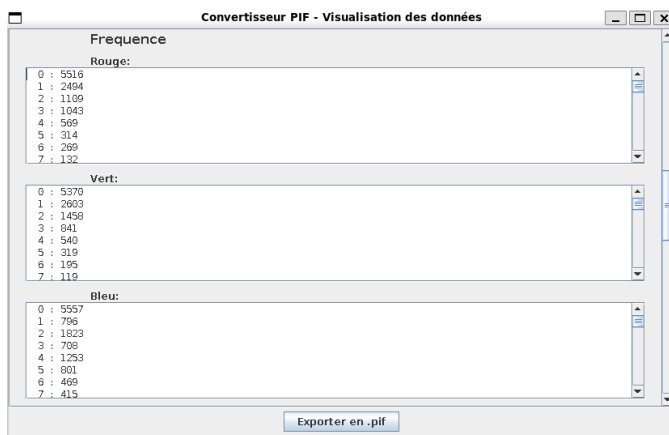 Convertisseur PIF - Visualisation des données
Frequence
Rouge:
0 : 5516
1 : 2494
2 : 1109
3 : 1043
4 : 569
5 : 314
6 : 269
7 : 132
Vert:
0 : 5370
1 : 2603
2 : 1458
3 : 841
4 : 540
5 : 319
6 : 195
7 : 119
Bleu:
0 : 5557
1 : 796
2 : 1823
3 : 708
4 : 1253
5 : 801
6 : 469
7 : 415
Exporter en .pif